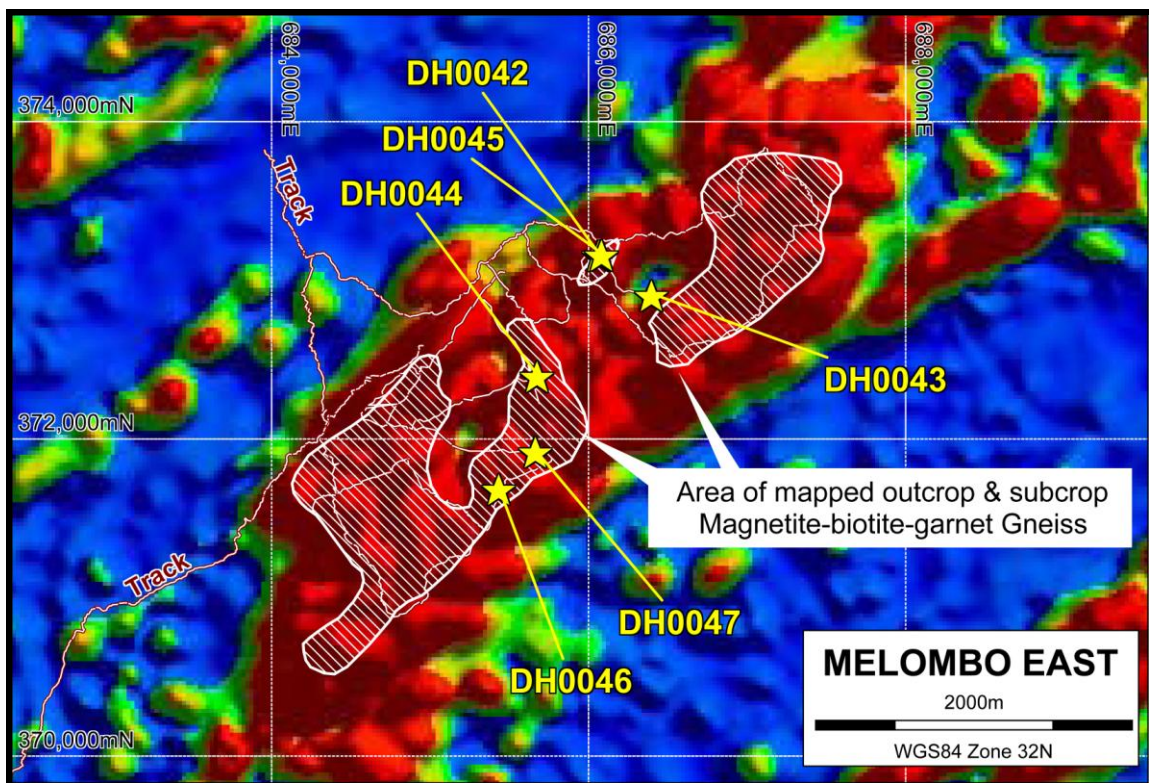 684,000mE
686,000mE
688,000mE
DH0042
374,000mN
DH0045
Track
DH0044
DH0043
372,000mN
Area of mapped outcrop & subcrop
Magnetite-biotite-garnet Gneiss
Track
DH0047
DH0046
MELOMBO EAST
2000m
WGS84 Zone 32N
370,000mN